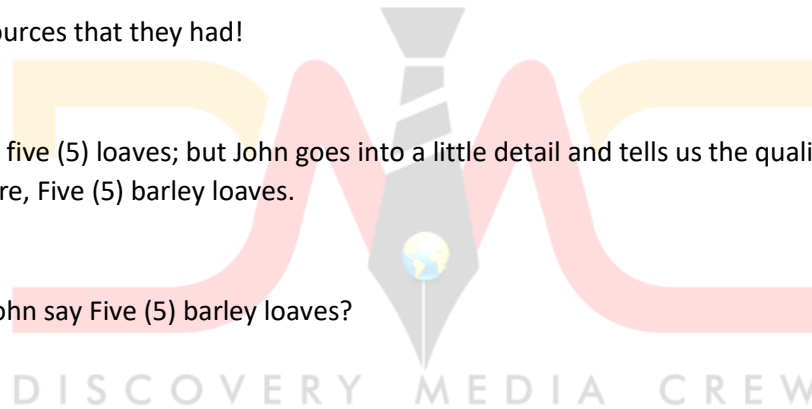 ources that they had!
five (5) loaves; but John goes into a little detail and tells us the quali
re, Five (5) barley loaves.
ohn say Five (5) barley loaves?
DISCOVERY MEDIA CREW